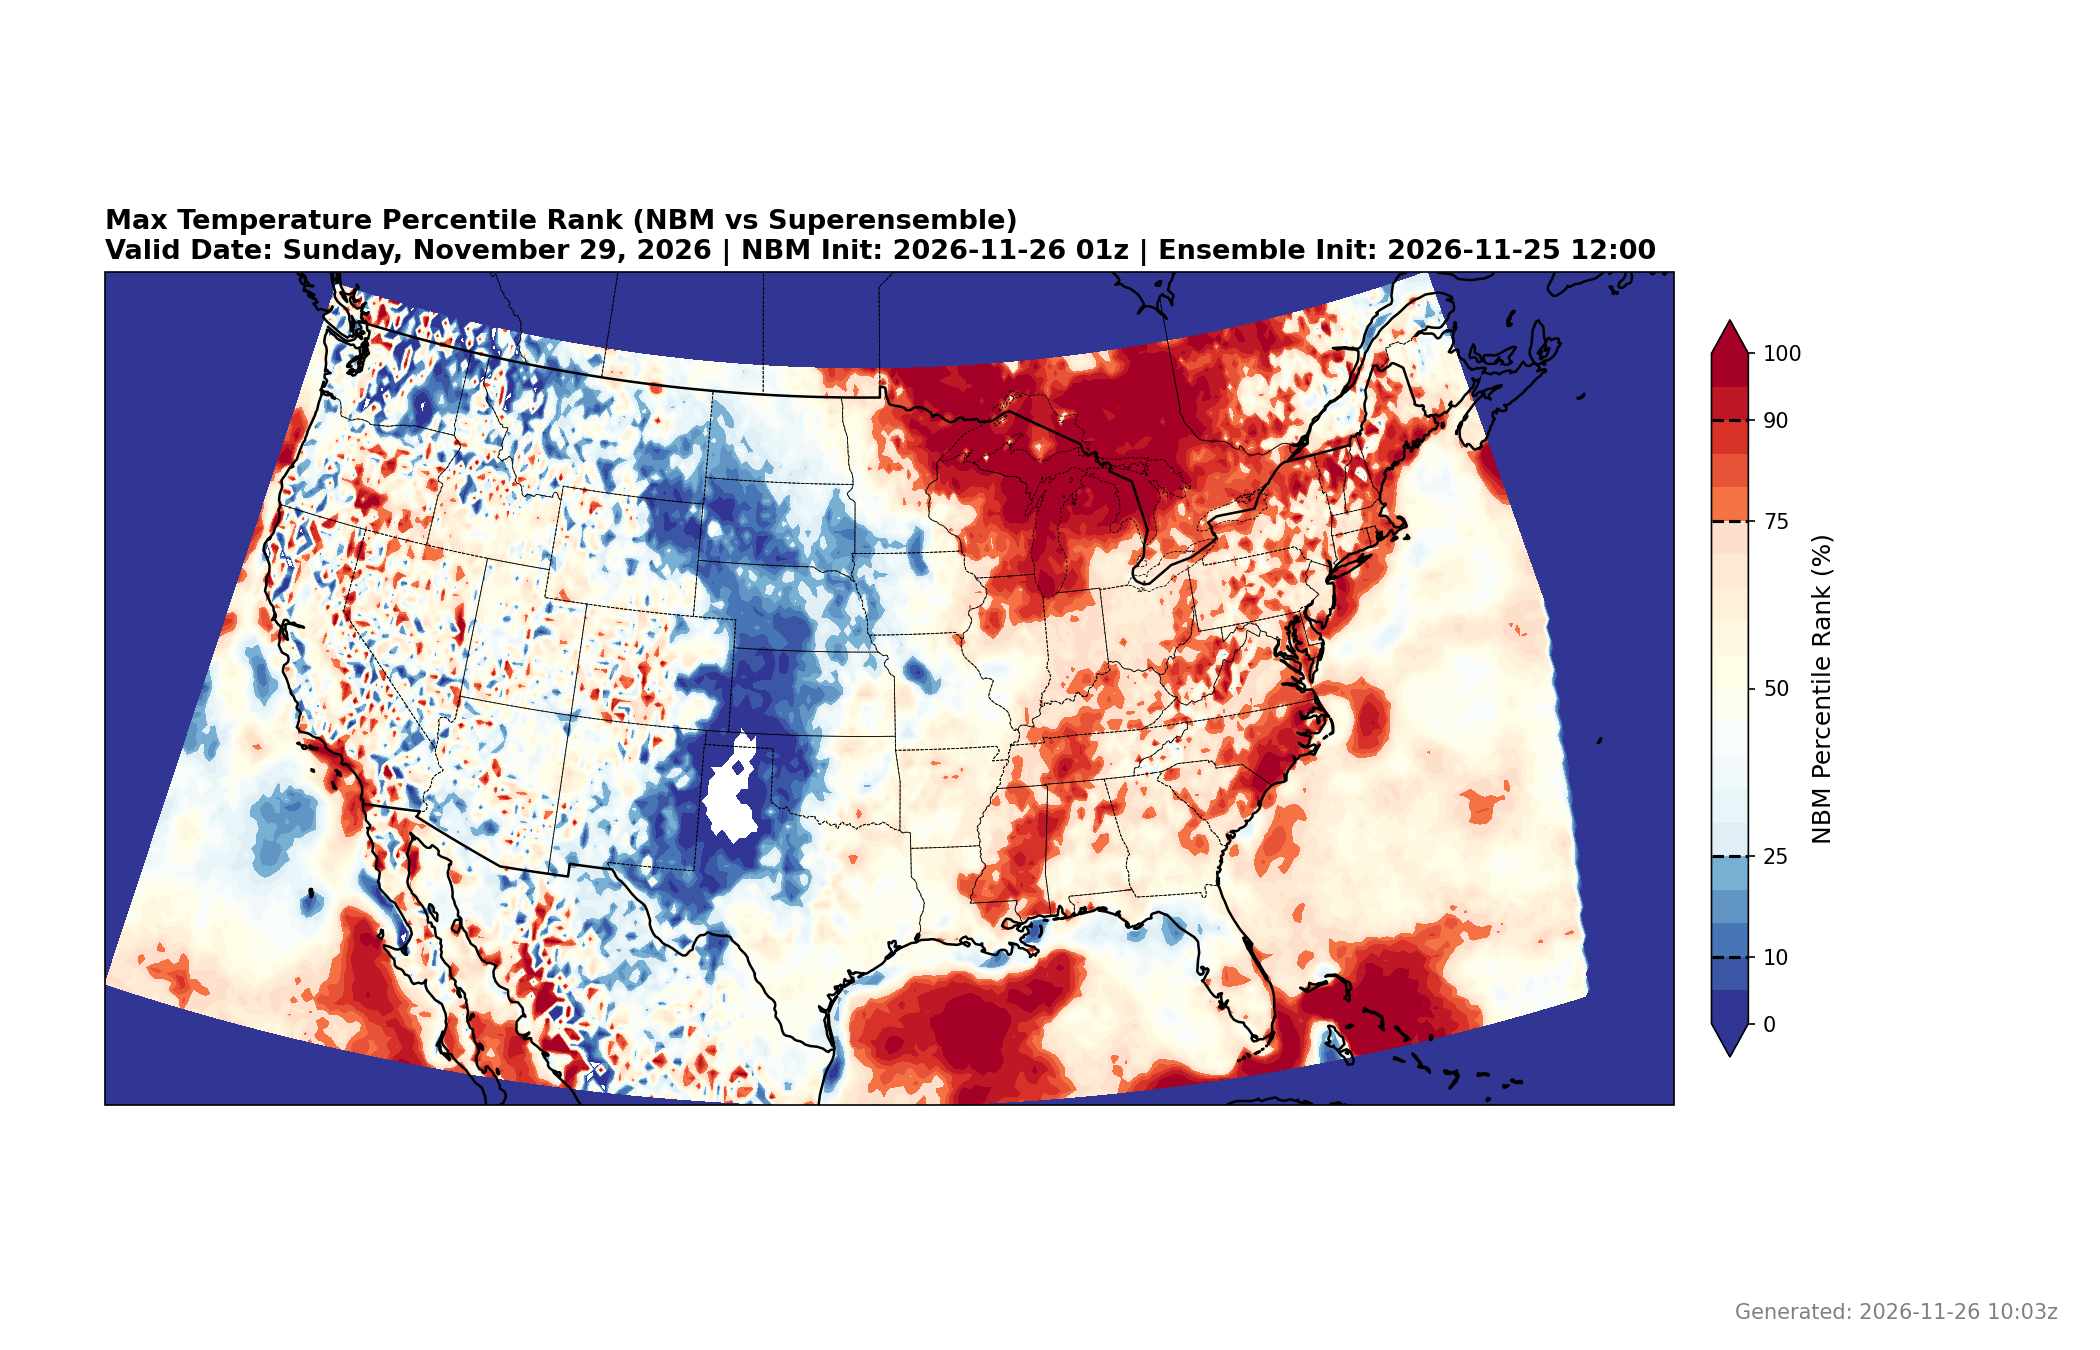 Max Temperature Percentile Rank (NBM vs Superensemble)
Valid Date: Sunday, November 29, 2026 | NBM Init: 2026-11-26 01z | Ensemble Init: 2026-11-25 12:00
100
90
75
50
25
10
0
NBM Percentile Rank (%)
Generated: 2026-11-26 10:03z